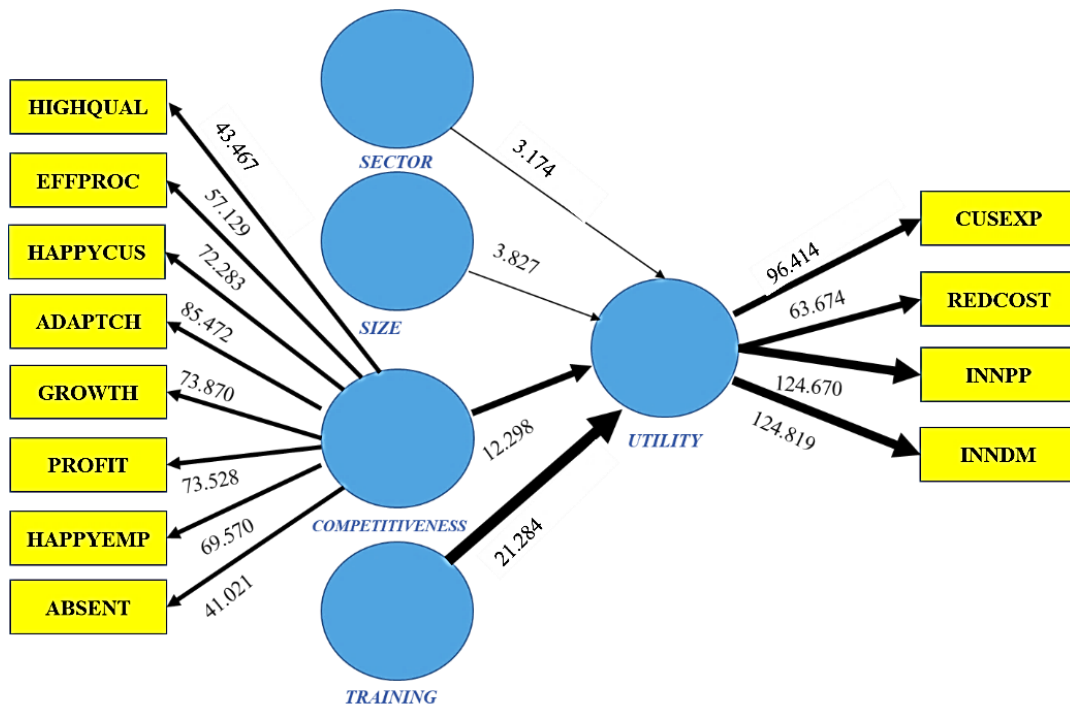 HIGHQUAL
EFFPROC
HAPPYCUS
ADAPTCH
GROWTH
PROFIT
HAPPYEMP
ABSENT
43.467
57.129
72.283
85.472
73.870
73.528
69.570
41.021
SECTOR
SIZE
COMPETITIVENESS
TRAINING
3.174
3.827
12.298
21.284
UTILITY
96.414
63.674
124.670
124.819
CUSEXP
REDCOST
INNPP
INNDM